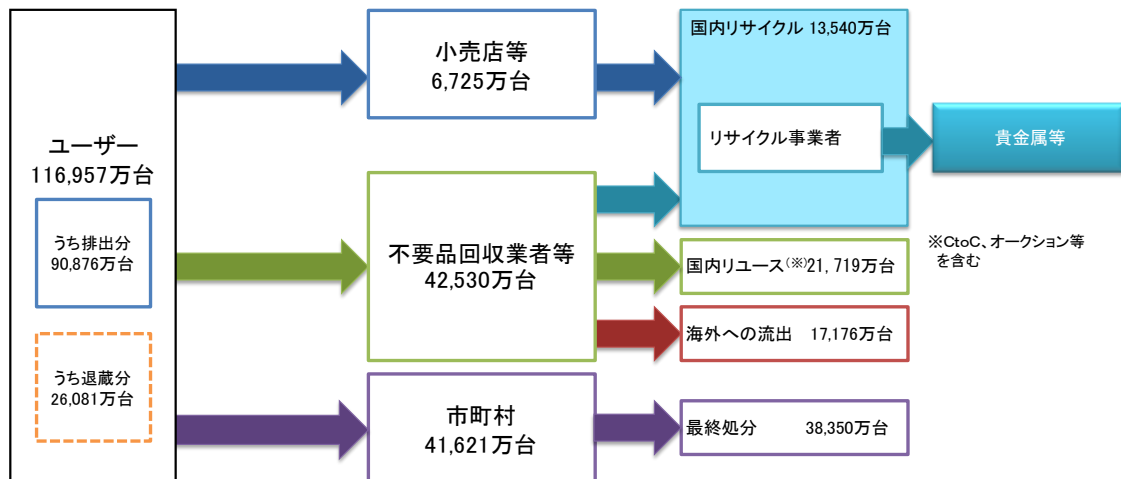 ユーザー
116,957万台
うち排出分
90,876万台
うち退蔵分
26,081万台
小売店等
6,725万台
不要品回収業者等
42,530万台
市町村
41,621万台
国内リサイクル 13,540万台
リサイクル事業者
貴金属等
国内リユース(※)21,719万台
※CtoC、オークション等
を含む
海外への流出 17,176万台
最終処分 38,350万台